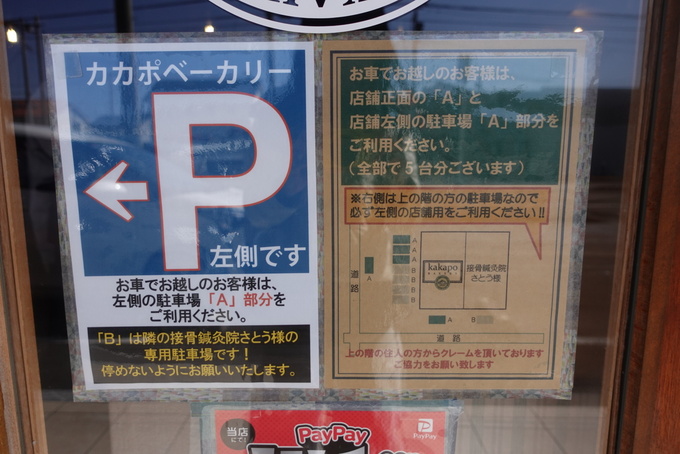 カカポベーカリー
P
左側です
お車でお越しのお客様は、
左側の駐車場「A」部分を
ご利用ください。
「B」は隣の接骨鍼灸院さとう様の
専用駐車場です！
停めないようにお願いいたします。
お車でお越しのお客様は、
店舗正面の「A」と
店舗左側の駐車場「A」部分を
ご利用ください。
（全部で5台分ございます）
※右側は上の階の方の駐車場なので
必ず左側の店舗用をご利用ください!!
道路
A
A
A
A
B
B
B
B
kakapo
接骨鍼灸院
さとう様
A
B
道路
上の階の住人の方からクレームを頂いております
ご協力をお願い致します
当店
にて!
PayPay
PayPay